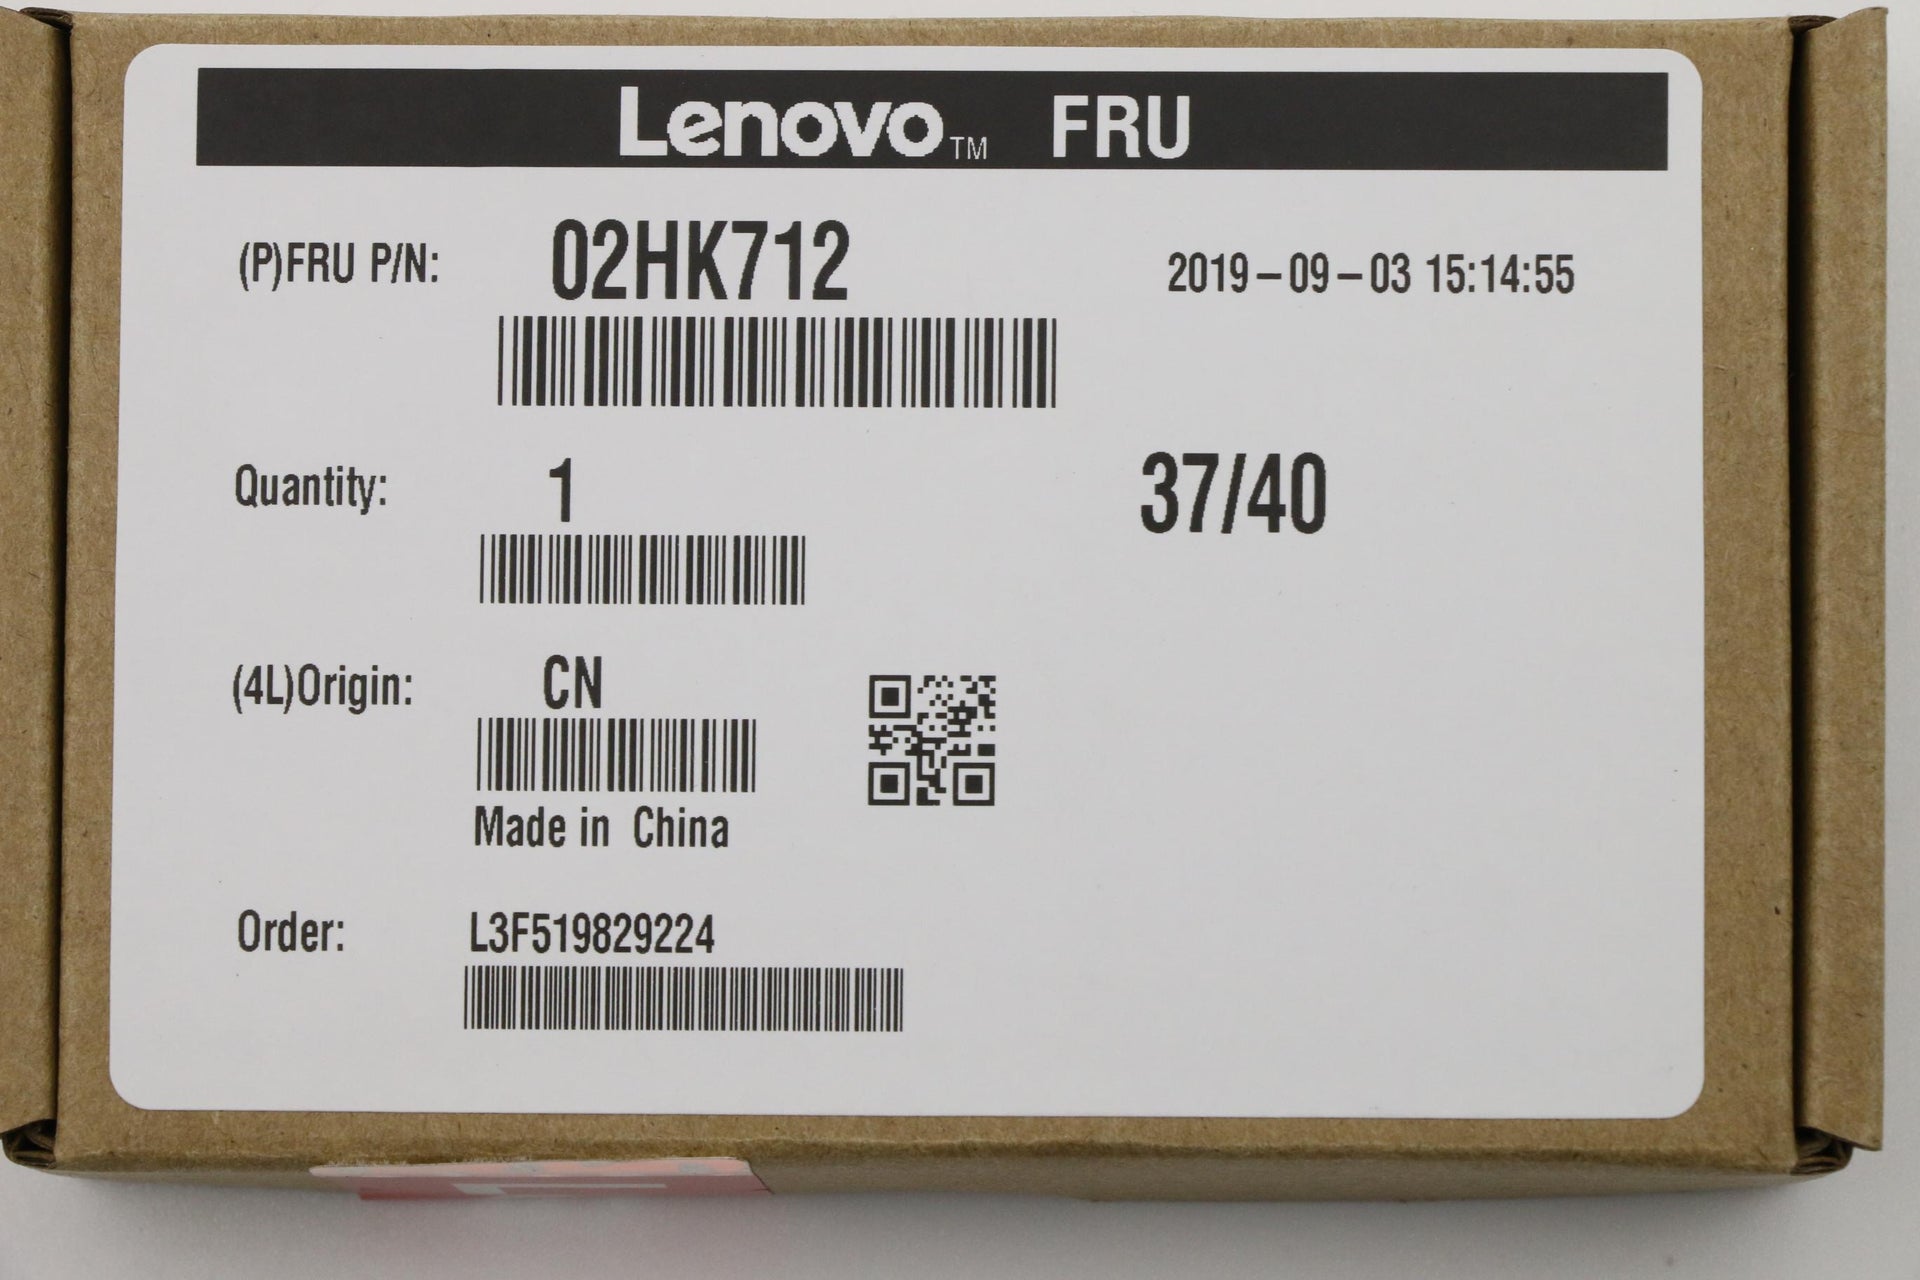 Lenovo™ FRU
(P)FRU P/N: 02HK712 2019-09-03 15:14:55
Quantity: 1 37/40
(4L)Origin: CN
Made in China
Order: L3F519829224